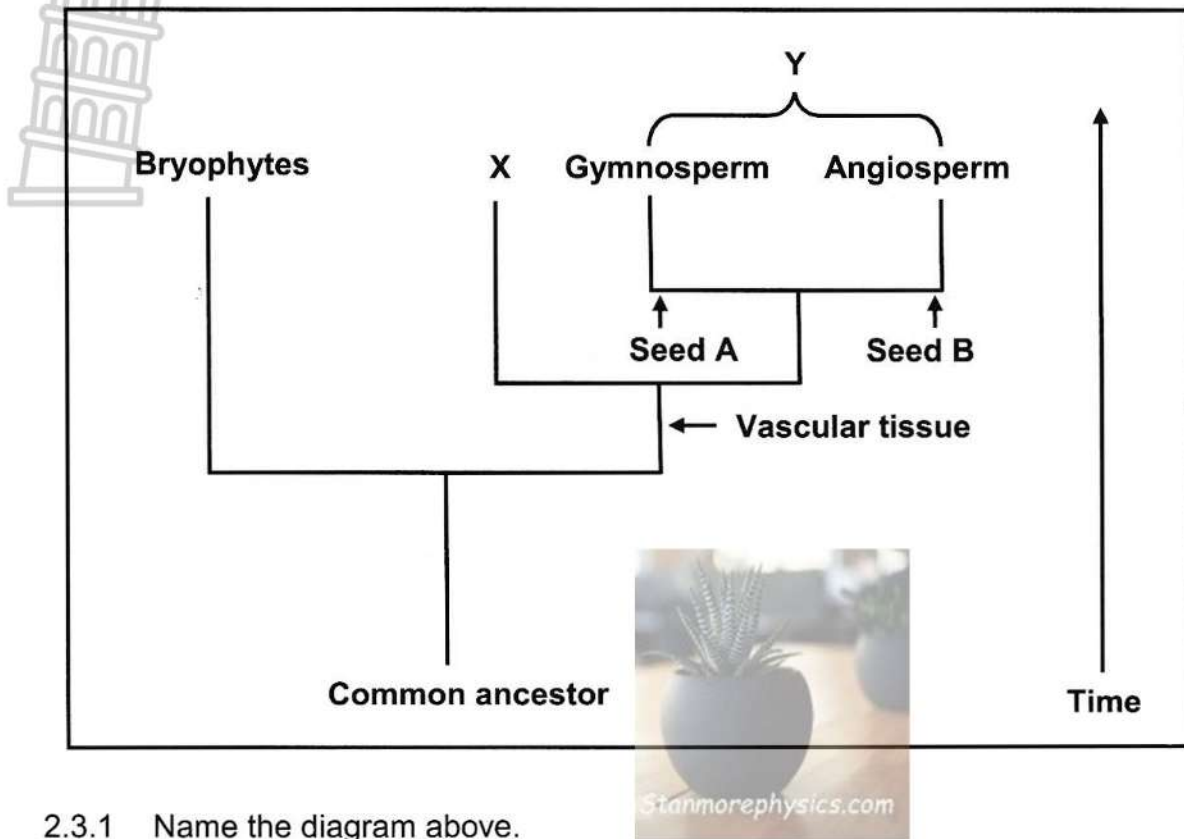 Y
Bryophytes X Gymnosperm Angiosperm
Seed A Seed B
Vascular tissue
Common ancestor
Time
Stanmorephysics.com
2.3.1 Name the diagram above.